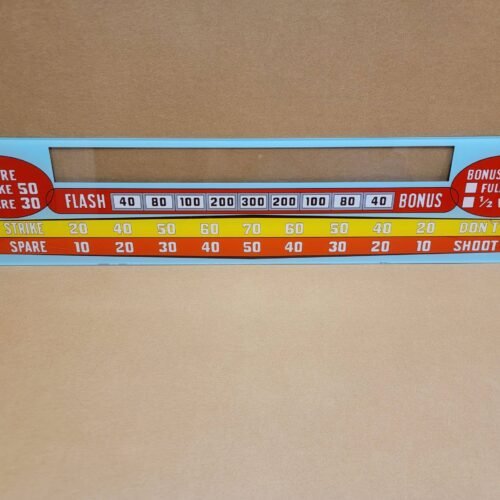 KE 50
RE 30
FLASH 40 80 100 200 300 200 100 80 40 BONUS
BONUS
FUL
1/2
STRIKE 20 40 50 60 70 60 50 40 20 DON'T
SPARE 10 20 30 40 50 40 30 20 10 SHOOT